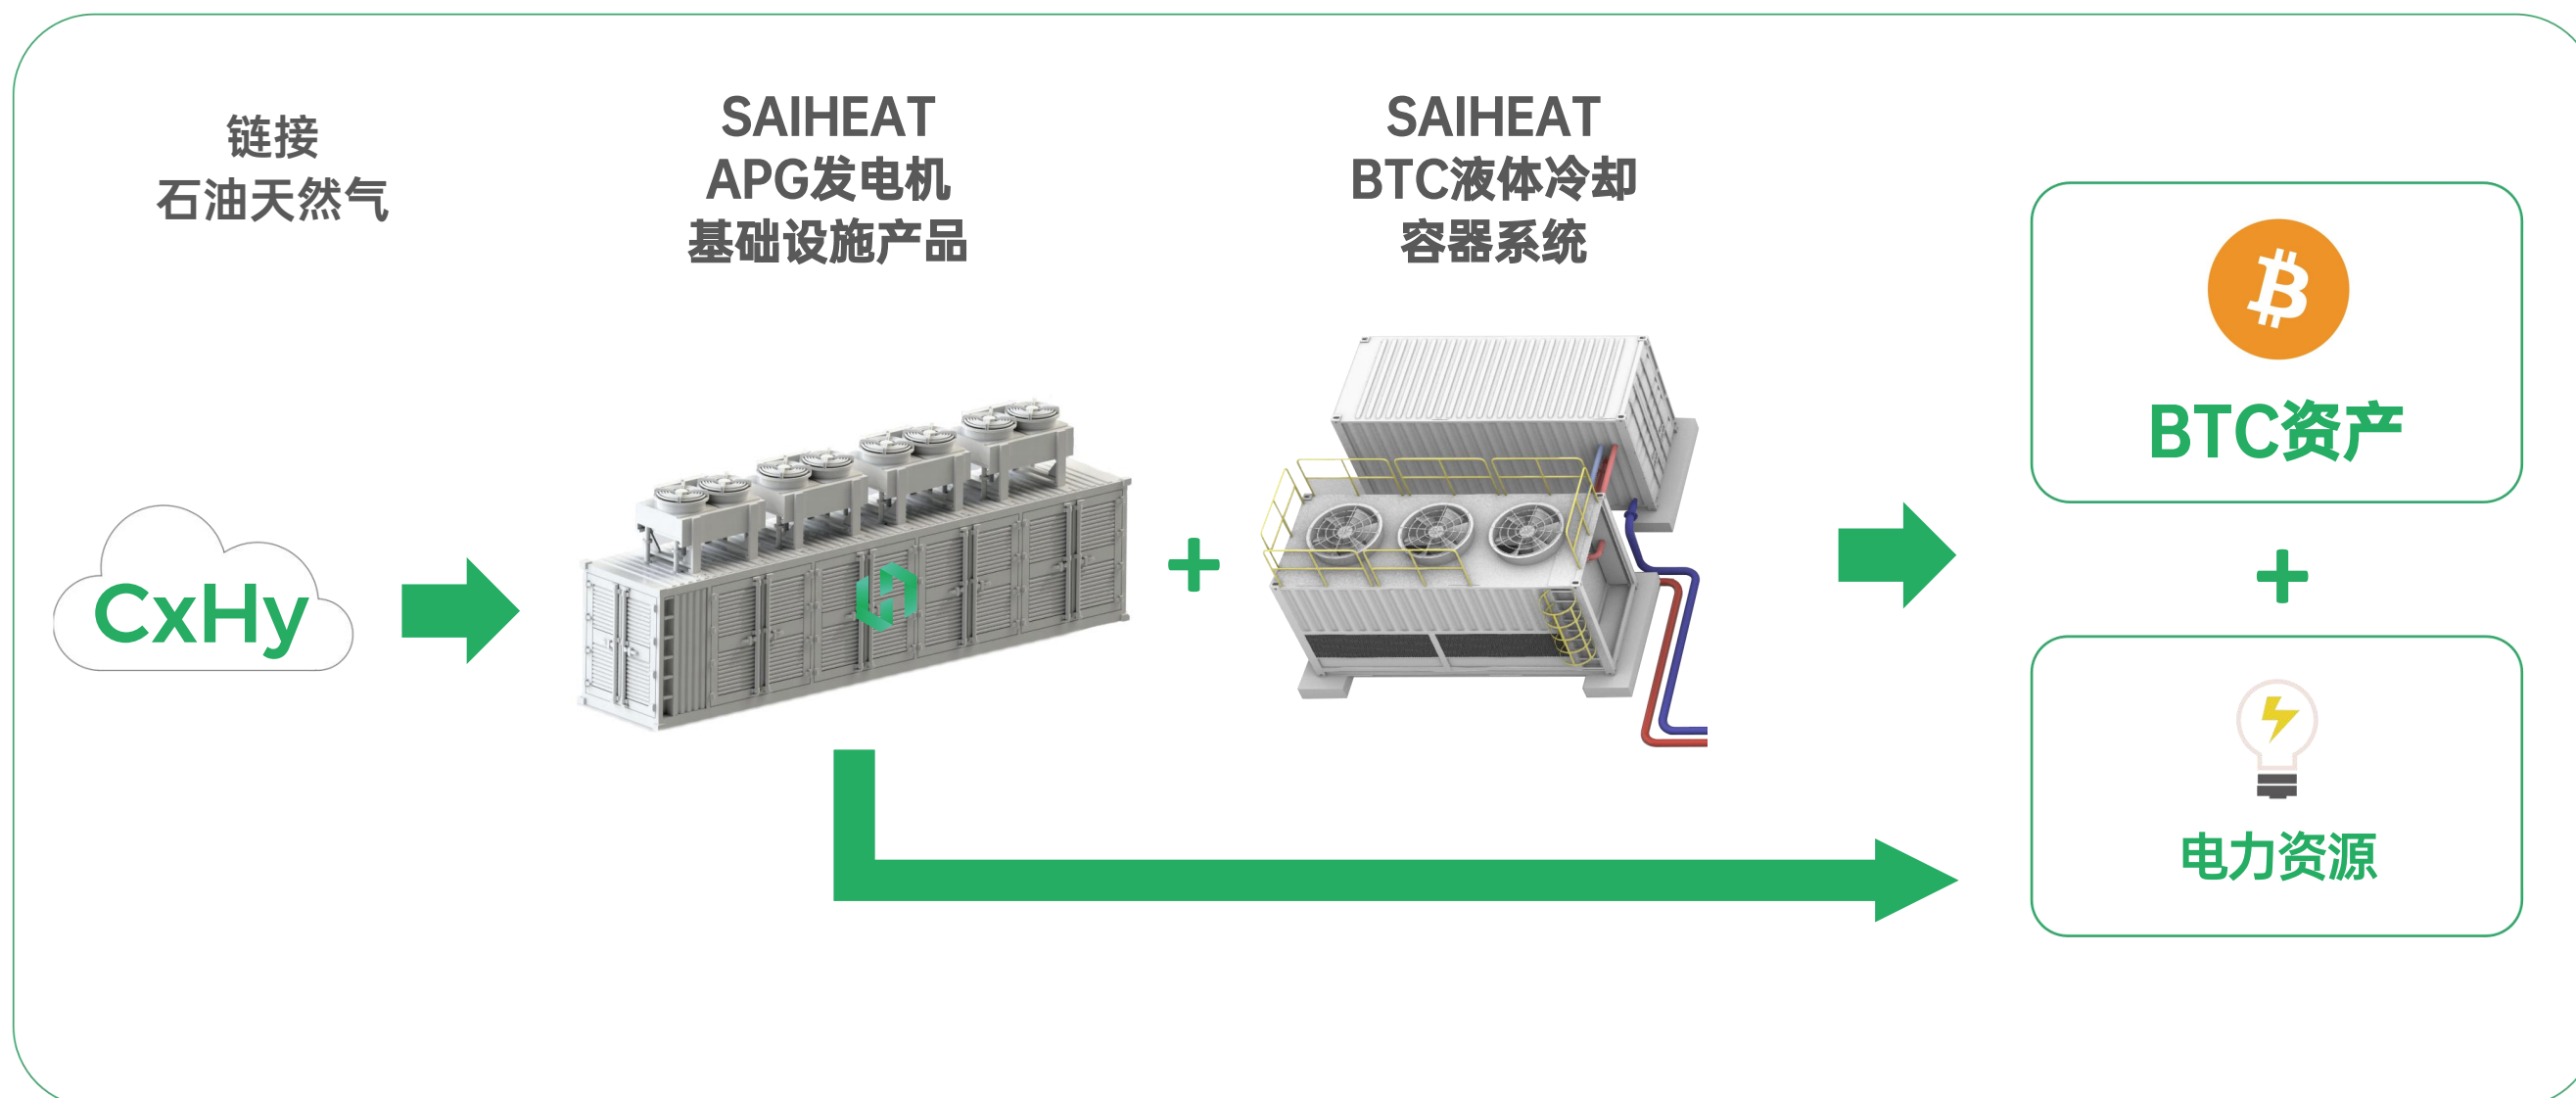 链接
石油天然气
SAIHEAT
APG发电机
基础设施产品
SAIHEAT
BTC液体冷却
容器系统
CxHy
BTC资产
电力资源